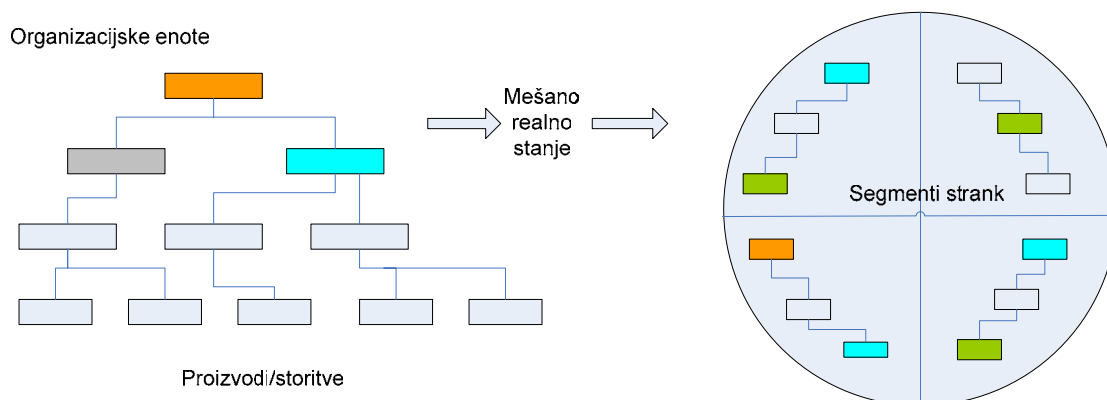 Organizacijske enote
Mešano
realno
stanje
Segmenti strank
Proizvodi/storitve